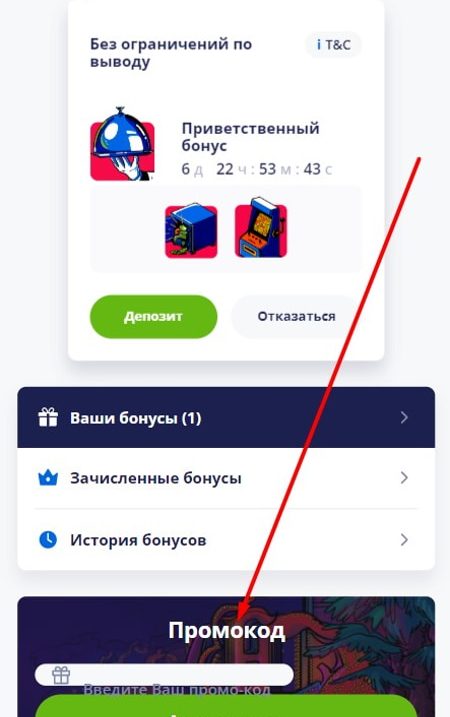 Без ограничений по
выводу
i T&C
Приветственный
бонус
6 д 22 ч : 53 м : 43 с
Депозит
Отказаться
Ваши бонусы (1)
Зачисленные бонусы
История бонусов
Промокод
Введите Ваш промо-код